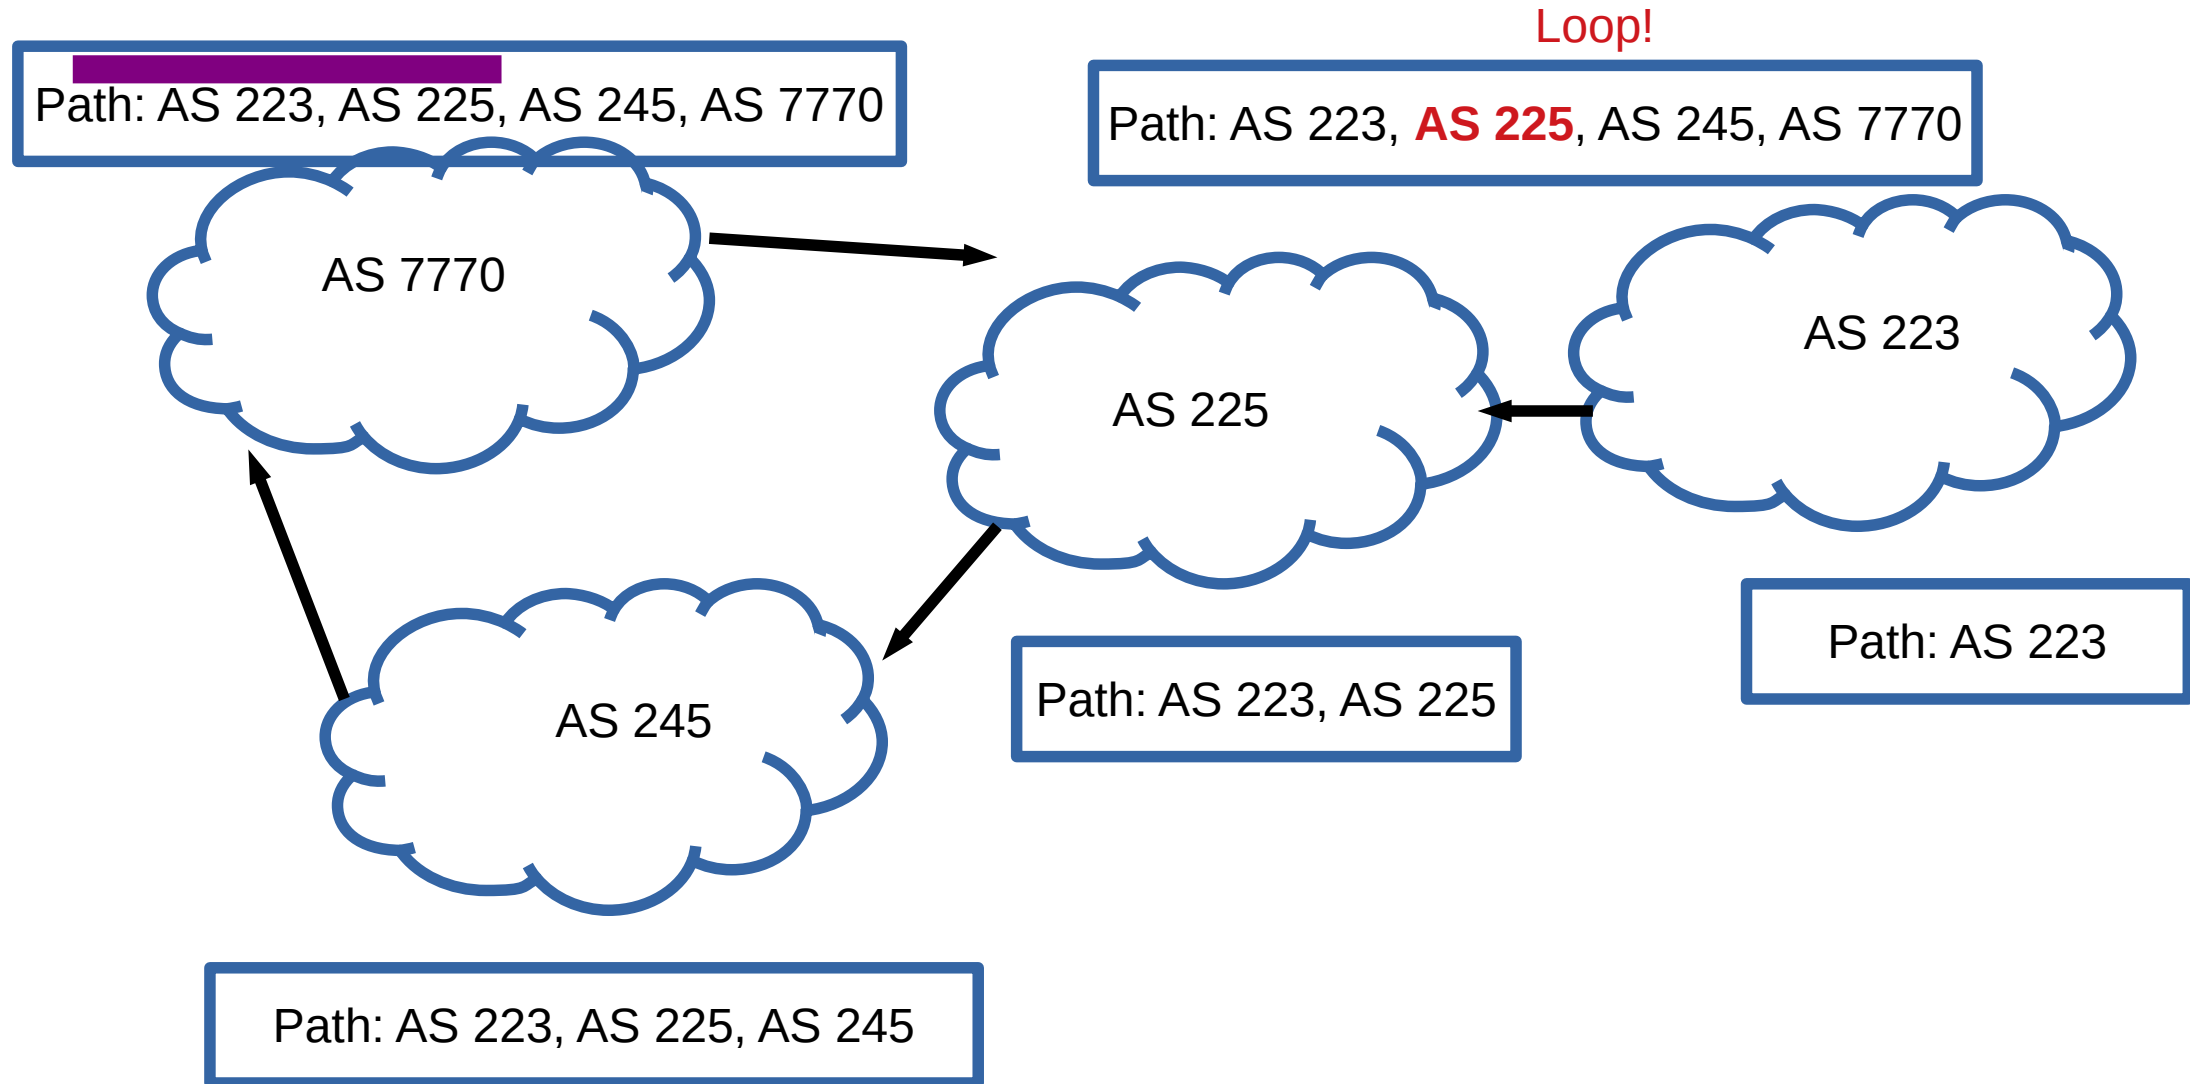 Loop!
Path: AS 223, AS 225, AS 245, AS 7770
Path: AS 223, AS 225, AS 245, AS 7770
AS 7770
AS 223
AS 225
Path: AS 223
Path: AS 223, AS 225
AS 245
Path: AS 223, AS 225, AS 245